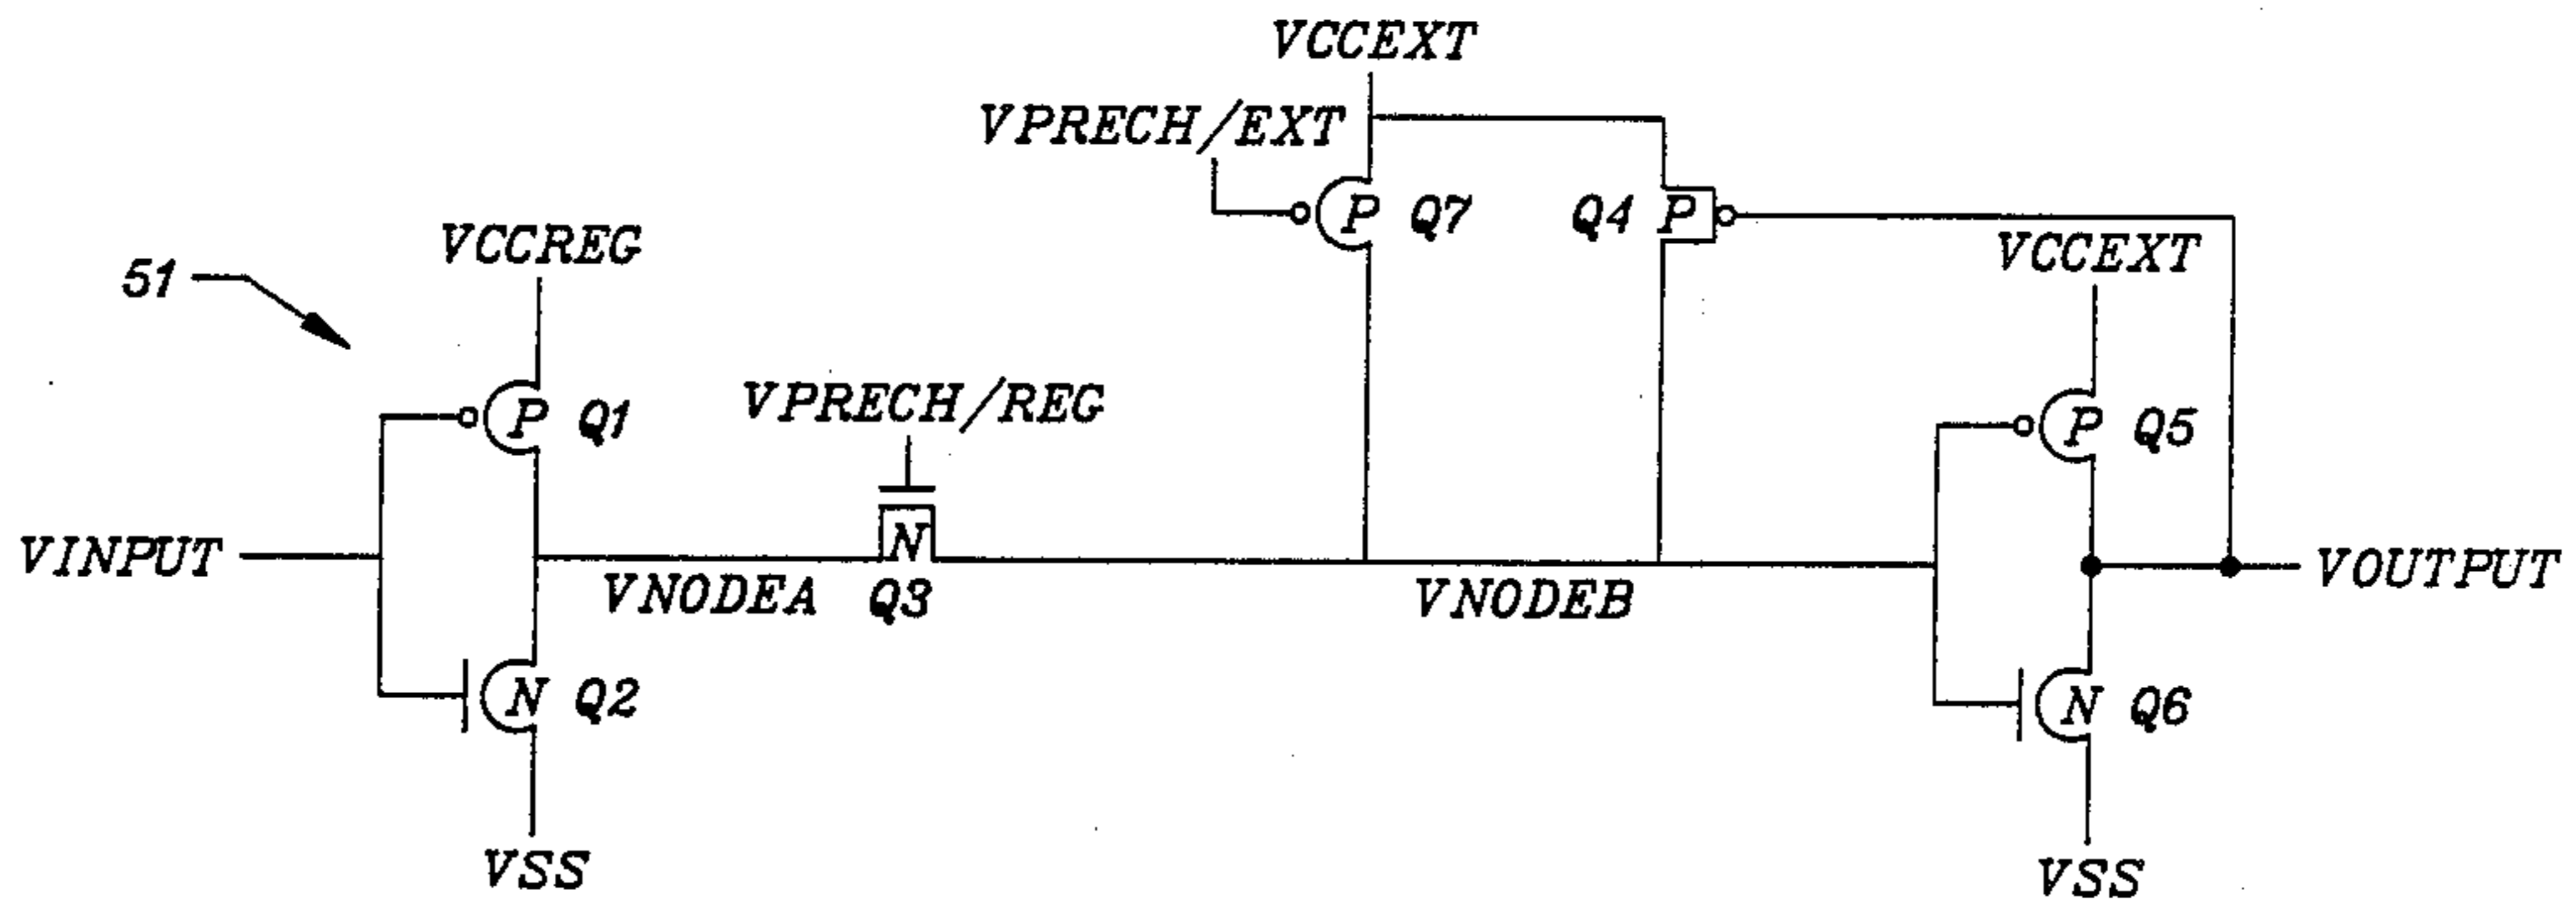 VCCEXT
VPRECH/EXT
P Q7
Q4 P
VCCREG
VCCEXT
51
VPRECH/REG
P Q1
P Q5
N
VINPUT
VOUTPUT
VNODEA Q3
VNODEB
N Q2
N Q6
VSS
VSS